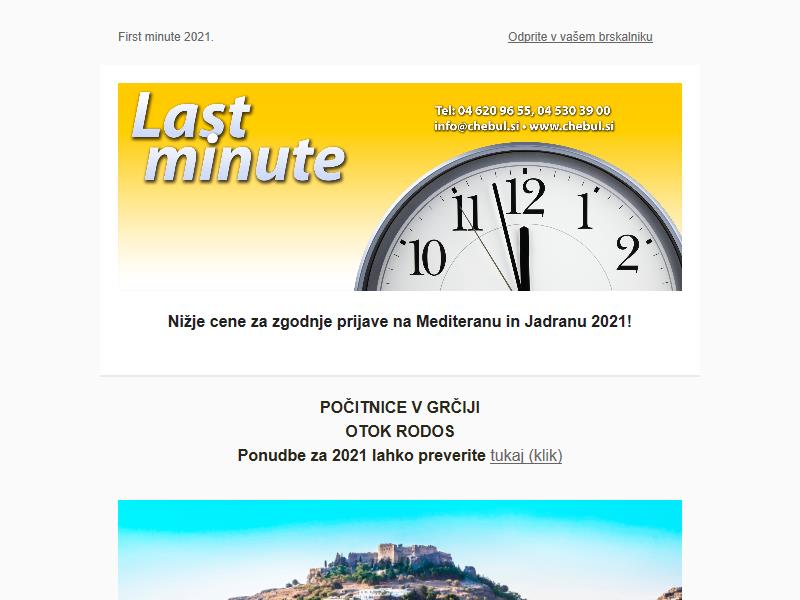 First minute 2021.
Odprite v vašem brskalniku
Last
minute
Tel: 04 620 96 55, 04 530 39 00
info@chebul.si • www.chebul.si
12
11
1
10
2
Nižje cene za zgodnje prijave na Mediteranu in Jadranu 2021!
POČITNICE V GRČIJI
OTOK RODOS
Ponudbe za 2021 lahko preverite tukaj (klik)